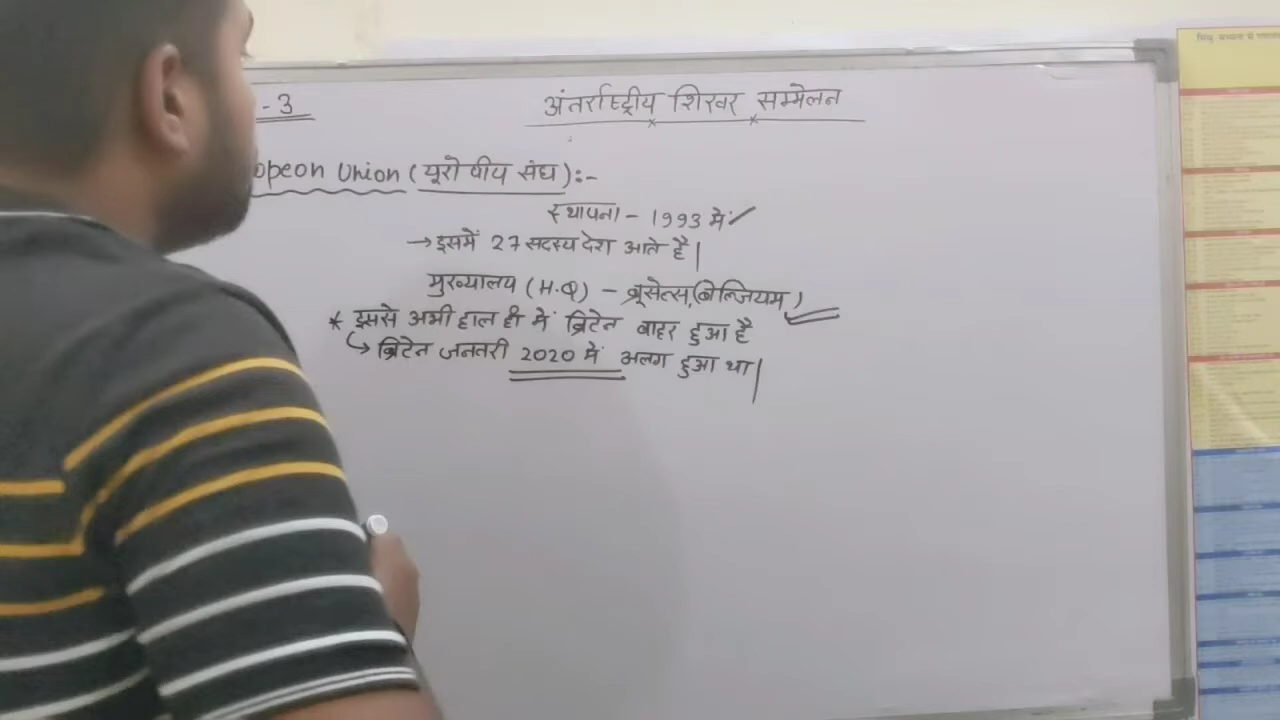 -3
अंतर्राष्ट्रीय शिखर सम्मेलन
opeon Union (यूरोपीय संघ):-
स्थापना - 1993 में
→ इसमें 27 सदस्य देश आते है|
मुख्यालय (H.Q) - ब्रूसेल्स,(बेल्जियम)
* इससे अभी हाल ही में ब्रिटेन बाहर हुआ है
ब्रिटेन जनवरी 2020 में अलग हुआ था|